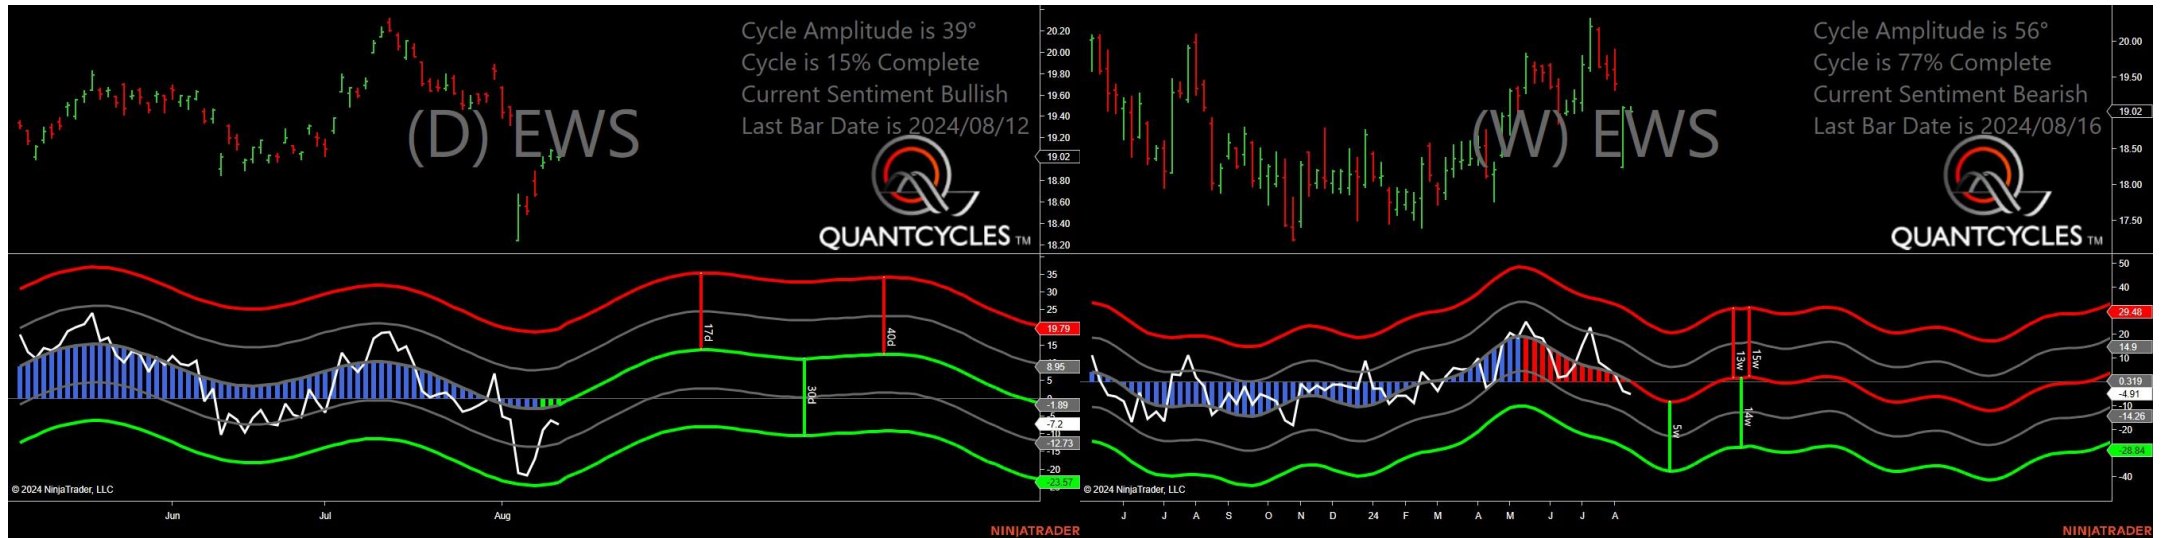 Cycle Amplitude is 39°
Cycle is 15% Complete
Current Sentiment Bullish
Last Bar Date is 2024/08/12
(D) EWS
QUANTCYCLES TM
20.20
20.00
19.80
19.60
19.40
19.20
19.02
18.80
18.60
18.40
18.20
35
30
25
19.79
15
8.95
5
-1.89
-7.2
-12.73
-15
-20
-23.57
17d
30d
40d
© 2024 NinjaTrader, LLC
Jun
Jul
Aug
NINJATRADER
Cycle Amplitude is 56°
Cycle is 77% Complete
Current Sentiment Bearish
Last Bar Date is 2024/08/16
(W) EWS
QUANTCYCLES TM
20.00
19.50
19.02
18.50
18.00
17.50
50
40
29.48
20
14.9
10
0.319
-4.91
-10
-14.26
-20
-28.84
-40
5w
13w
14w
15w
© 2024 NinjaTrader, LLC
J
J
A
S
O
N
D
24
F
M
A
M
J
J
A
NINJATRADER